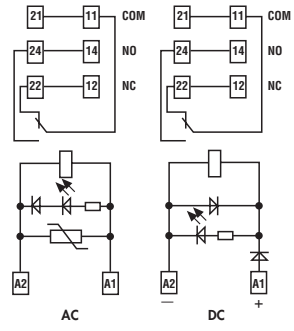 21 11 COM 21 11 COM
24 14 NO 24 14 NO
22 12 NC 22 12 NC
A2 A1 A2 A1
— +
AC DC